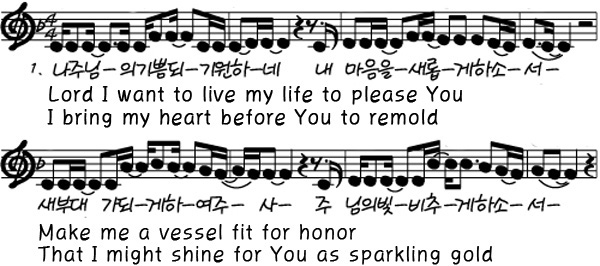 4/4
1. 나주님- 의기쁨되- 기원하- 네 내 마음을- 새롭- 게하소- 서-
Lord I want to live my life to please You
I bring my heart before You to remold
새부대 가되- 게하- 여주- 사- 주 님의빛- 비추- 게하소- 서-
Make me a vessel fit for honor
That I might shine for You as sparkling gold